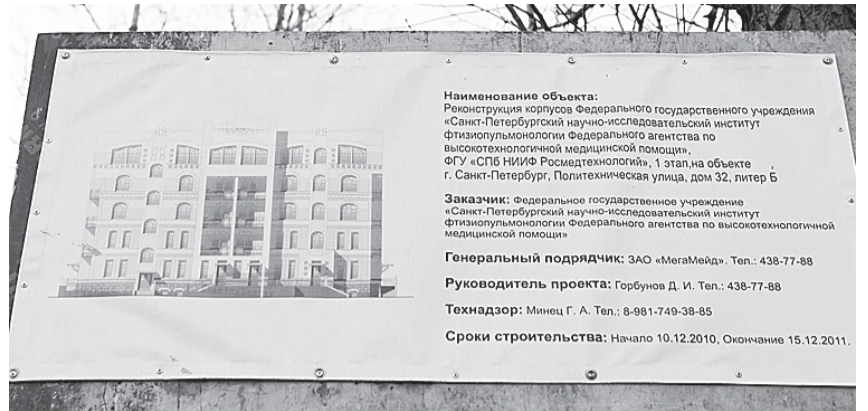 Наименование объекта:
Реконструкция корпусов Федерального государственного учреждения
«Санкт-Петербургский научно-исследовательский институт
фтизиопульмонологии Федерального агентства по
высокотехнологичной медицинской помощи»,
ФГУ «СПб НИИФ Росмедтехнологий», 1 этап,на объекте ,
г. Санкт-Петербург, Политехническая улица, дом 32, литер Б
Заказчик: Федеральное государственное учреждение
«Санкт-Петербургский научно-исследовательский институт
фтизиопульмонологии Федерального агентства по высокотехнологичной
медицинской помощи»
Генеральный подрядчик: ЗАО «МегаМейд». Тел.: 438-77-88
Руководитель проекта: Горбунов Д. И. Тел.: 438-77-88
Технадзор: Минец Г. А. Тел.: 8-981-749-38-85
Сроки строительства: Начало 10.12.2010, Окончание 15.12.2011.